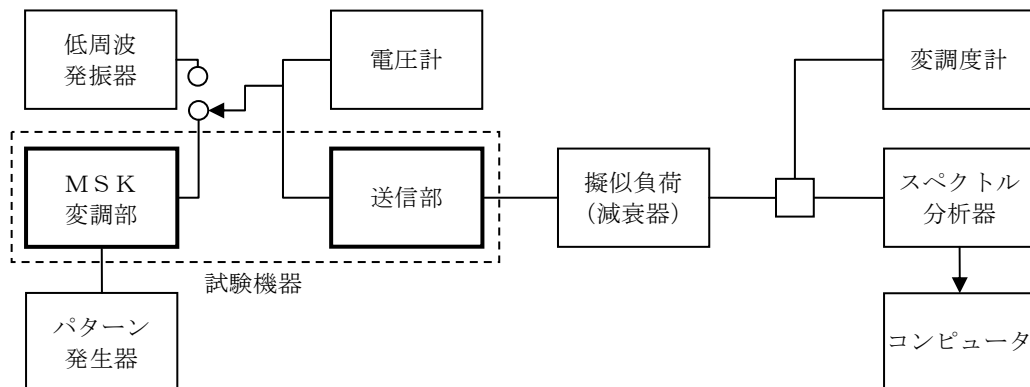 低周波
発振器
電圧計
変調度計
ＭＳＫ
変調部
送信部
擬似負荷
（減衰器）
スペクトル
分析器
試験機器
パターン
発生器
コンピュータ